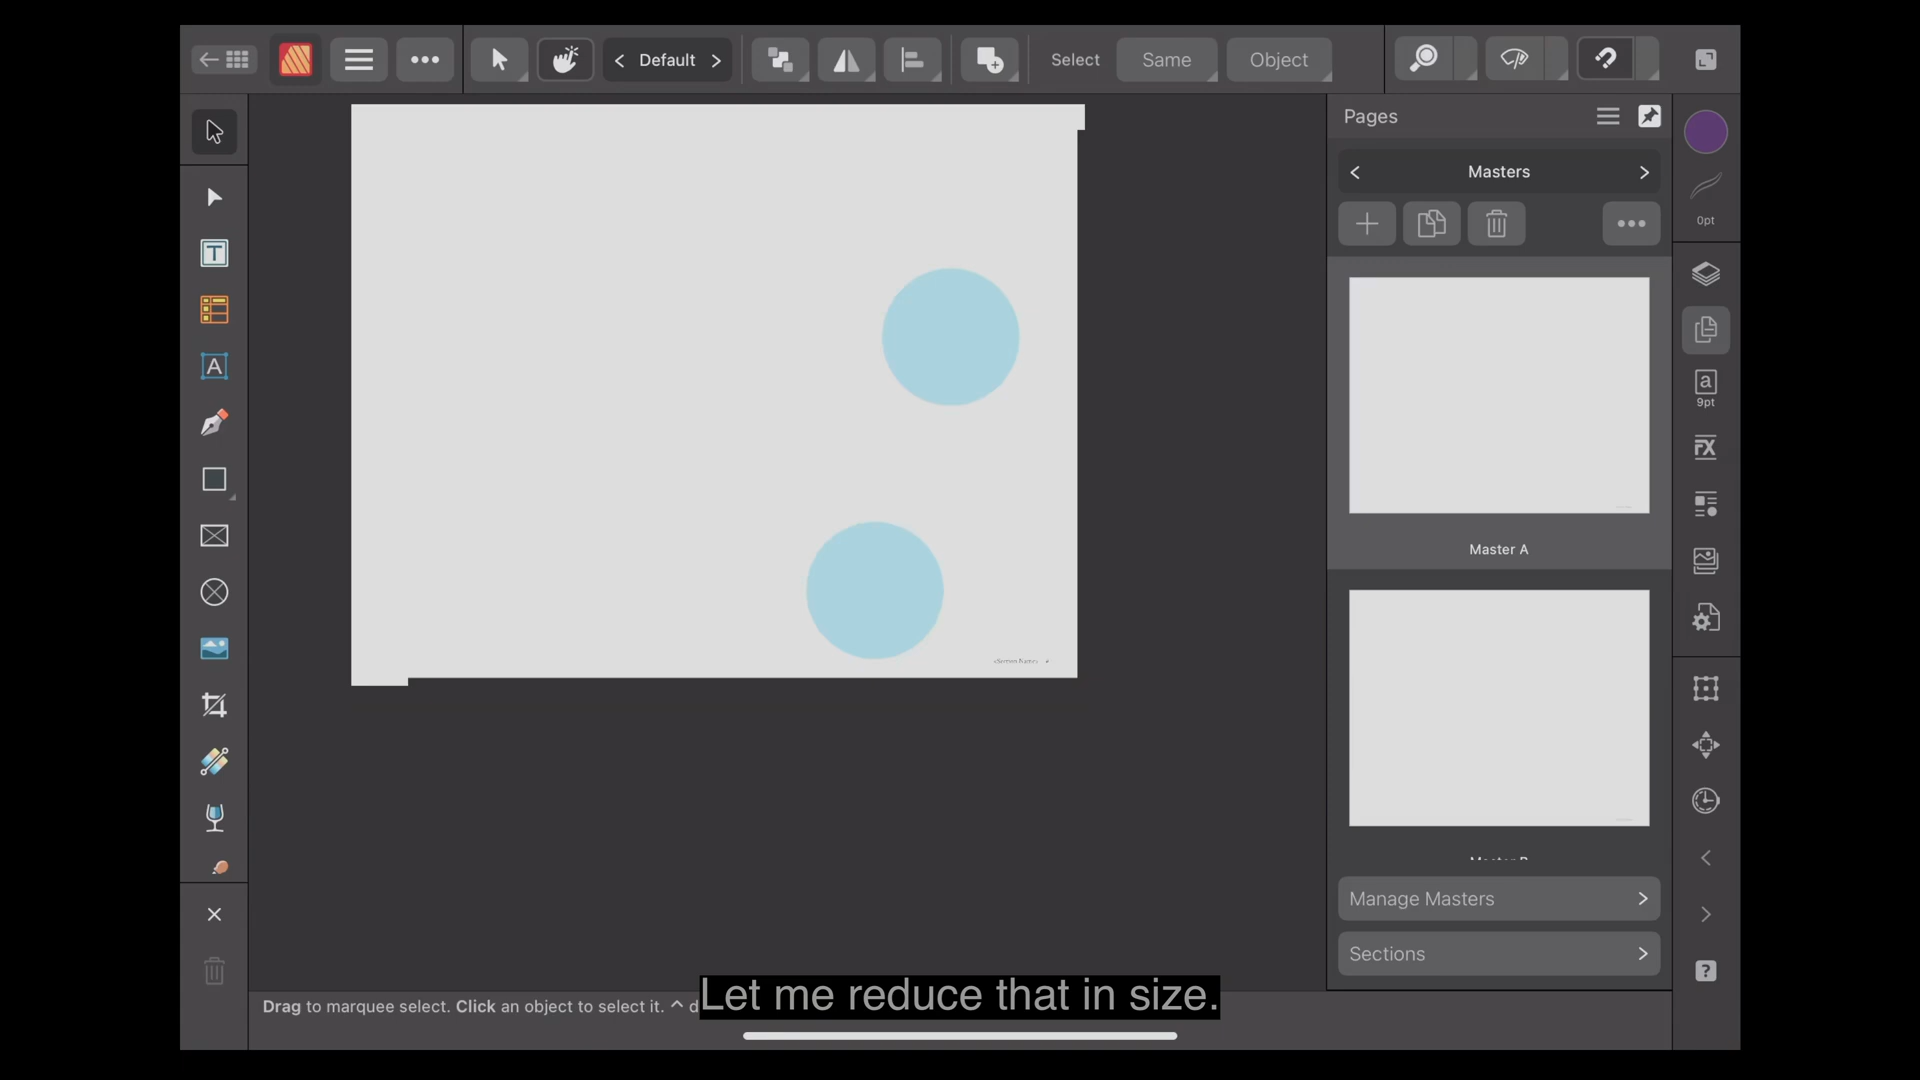 Default
Select
Same
Object
Pages
Masters
0pt
T
A
a
9pt
FX
Master A
Manage Masters
Sections
?
Drag to marquee select. Click an object to select it. ^ d
Let me reduce that in size.